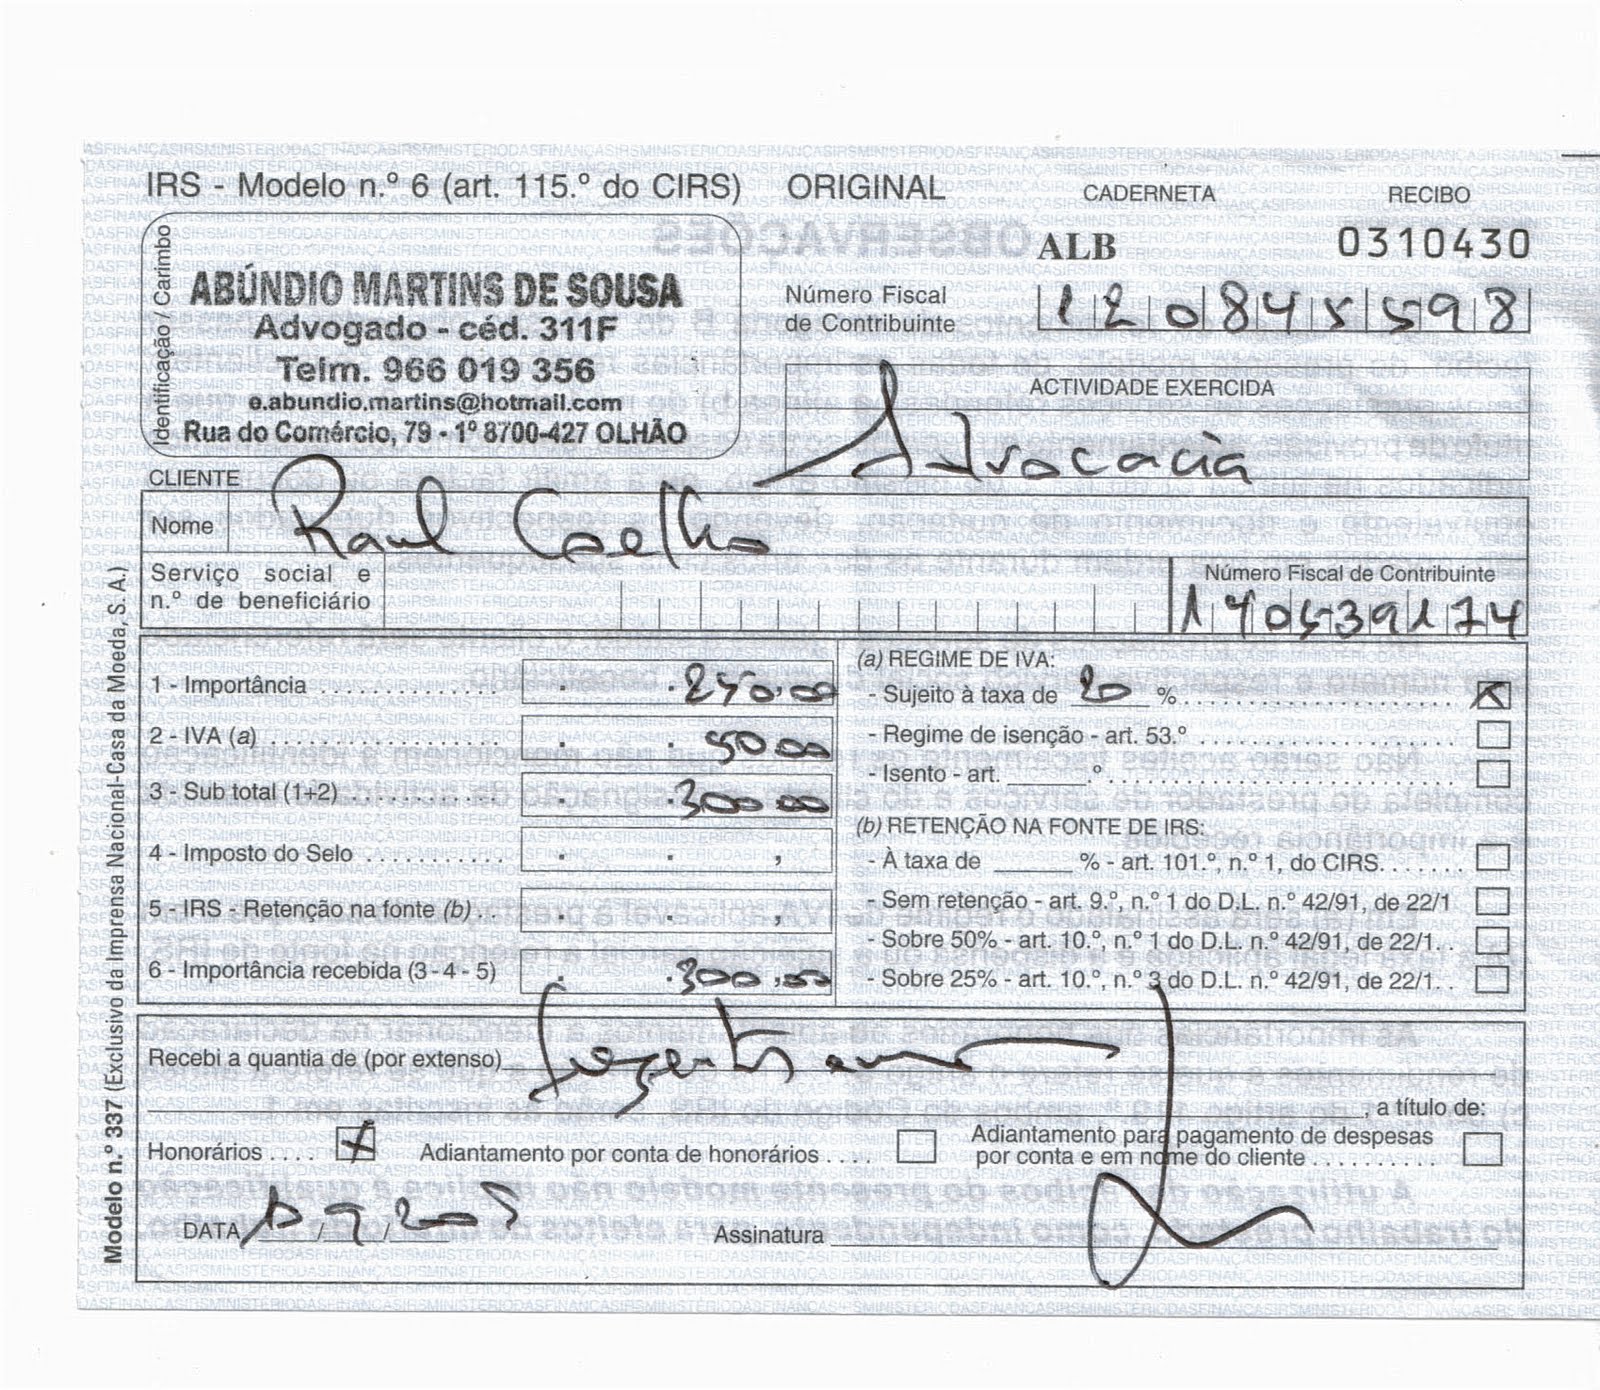 IRS - Modelo n.º 6 (art. 115.º do CIRS) ORIGINAL CADERNETA RECIBO
ALB 0310430
Identificação / Carimbo
ABÚNDIO MARTINS DE SOUSA
Advogado - céd. 311F
Telm. 966 019 356
e.abundio.martins@hotmail.com
Rua do Comércio, 79 - 1º 8700-427 OLHÃO
Número Fiscal
de Contribuinte 120845598
ACTIVIDADE EXERCIDA
Advocacia
CLIENTE
Nome Raul Coelho
Serviço social e
n.º de beneficiário
Número Fiscal de Contribuinte
170539174
1 - Importância 250.00
2 - IVA (a) 50 00
3 - Sub total (1+2) 300 00
4 - Imposto do Selo
5 - IRS - Retenção na fonte (b)
6 - Importância recebida (3 - 4 - 5) 300,00
(a) REGIME DE IVA:
- Sujeito à taxa de 20 %
- Regime de isenção - art. 53.º
- Isento - art. .º
(b) RETENÇÃO NA FONTE DE IRS:
- À taxa de % - art. 101.º, n.º 1, do CIRS
- Sem retenção - art. 9.º, n.º 1 do D.L. n.º 42/91, de 22/1
- Sobre 50% - art. 10.º, n.º 1 do D.L. n.º 42/91, de 22/1
- Sobre 25% - art. 10.º, n.º 3 do D.L. n.º 42/91, de 22/1
Recebi a quantia de (por extenso)
, a título de:
Honorários X Adiantamento por conta de honorários
Adiantamento para pagamento de despesas
por conta e em nome do cliente
DATA
Assinatura
Modelo n.º 337 (Exclusivo da Imprensa Nacional-Casa da Moeda, S. A.)